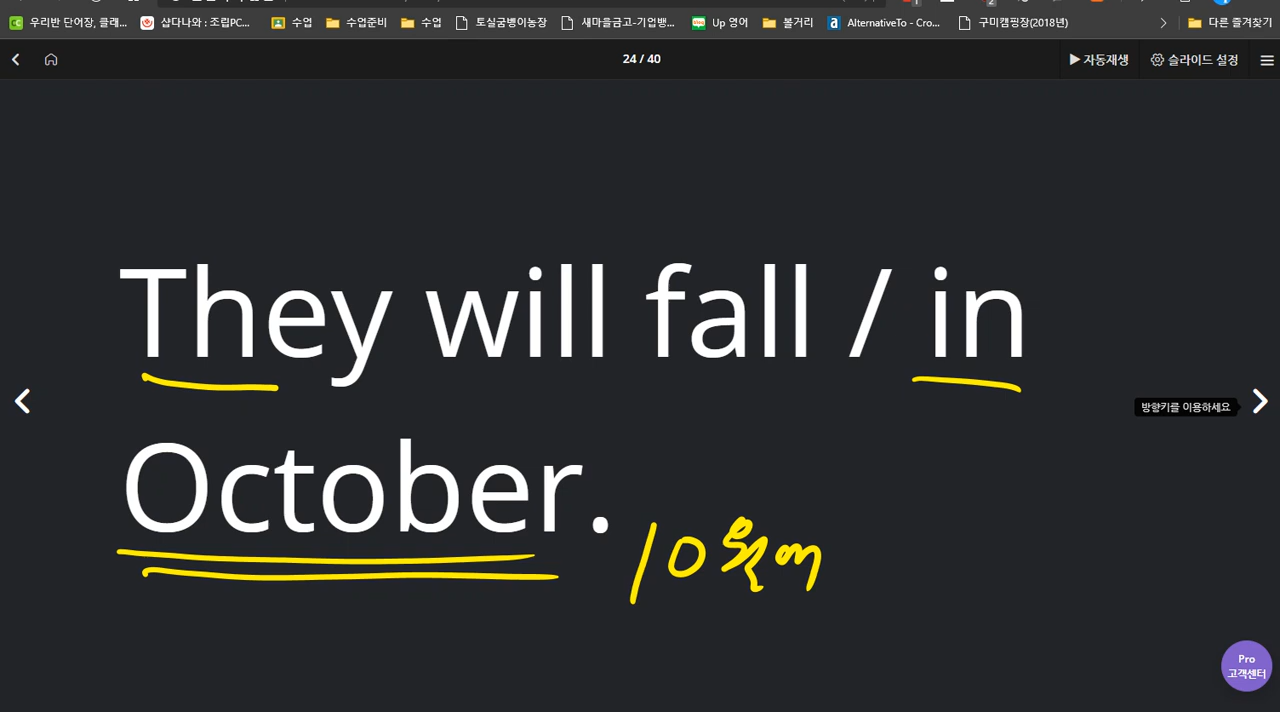 우리반 단어장, 클래... 샵다나와 : 조립PC... 수업 수업준비 수업 토실굼벵이농장 새마을금고-기업뱅... Up 영어 볼거리 AlternativeTo - Cro... 구미캠핑장(2018년) 다른 즐겨찾기
24 / 40 자동재생 슬라이드 설정
They will fall / in
방향키를 이용하세요
October.
10월에
Pro
고객센터